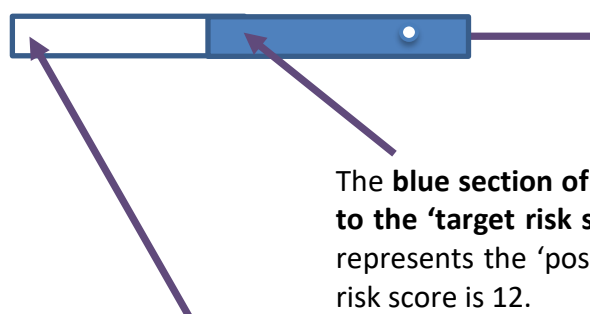 The blue section of
to the ‘target risk s
represents the ‘pos
risk score is 12.